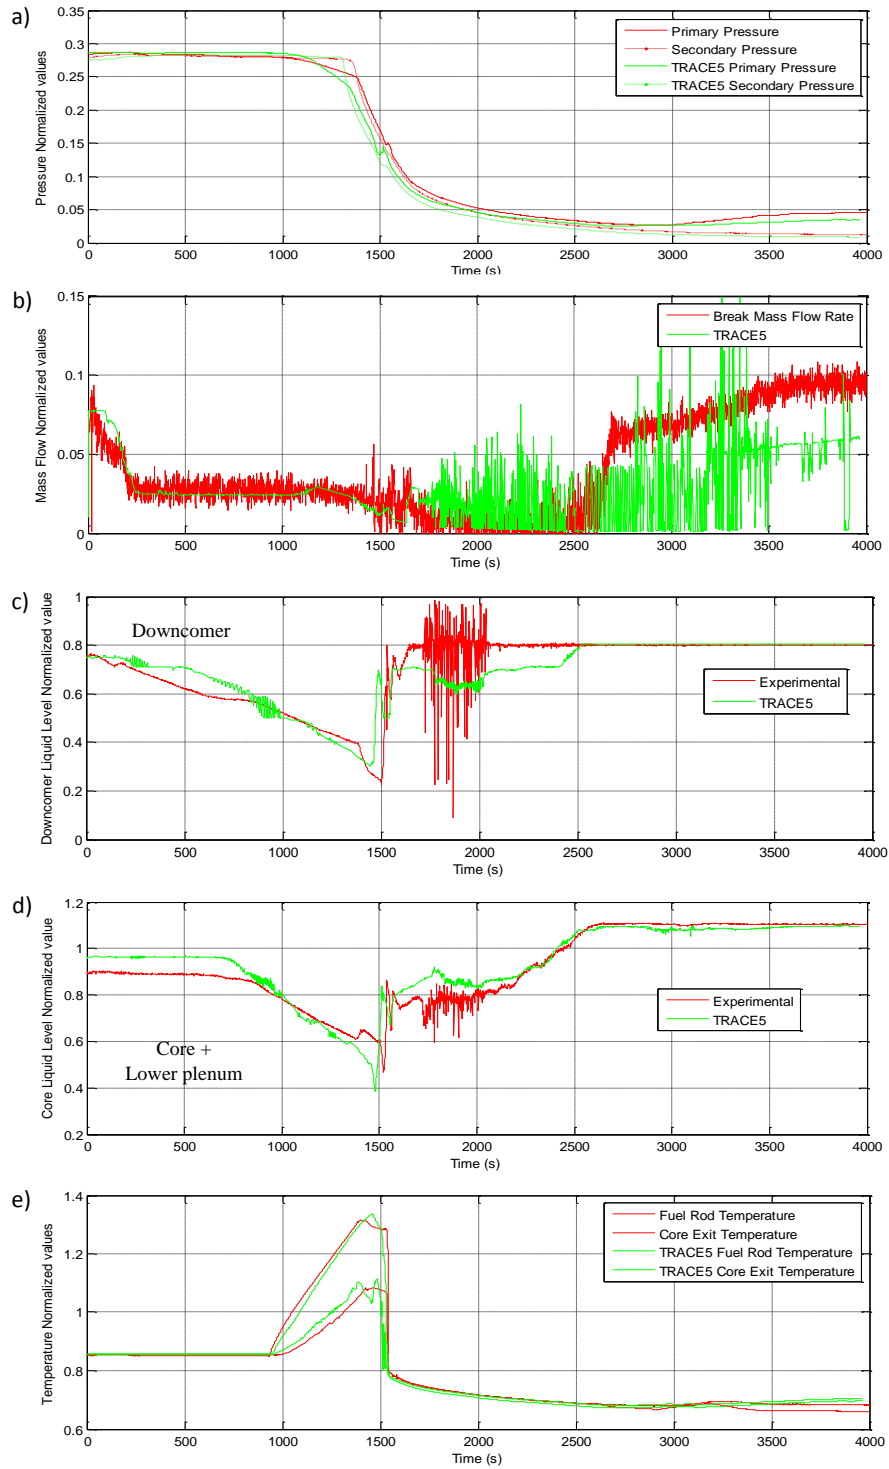 a)
0.35
0.3
0.25
0.2
0.15
0.1
0.05
0
Pressure Normalized values
Primary Pressure
Secondary Pressure
TRACE5 Primary Pressure
TRACE5 Secondary Pressure
0 500 1000 1500 2000 2500 3000 3500 4000
Time (s)
b)
0.15
0.1
0.05
0
Mass Flow Normalized values
Break Mass Flow Rate
TRACE5
0 500 1000 1500 2000 2500 3000 3500 4000
Time (s)
c)
1
0.8
0.6
0.4
0.2
0
Downcomer Liquid Level Normalized value
Downcomer
Experimental
TRACE5
0 500 1000 1500 2000 2500 3000 3500 4000
Time (s)
d)
1.2
1
0.8
0.6
0.4
0.2
Core Liquid Level Normalized value
Core +
Lower plenum
Experimental
TRACE5
0 500 1000 1500 2000 2500 3000 3500 4000
Time (s)
e)
1.4
1.2
1
0.8
0.6
Temperature Normalized values
Fuel Rod Temperature
Core Exit Temperature
TRACE5 Fuel Rod Temperature
TRACE5 Core Exit Temperature
0 500 1000 1500 2000 2500 3000 3500 4000
Time (s)